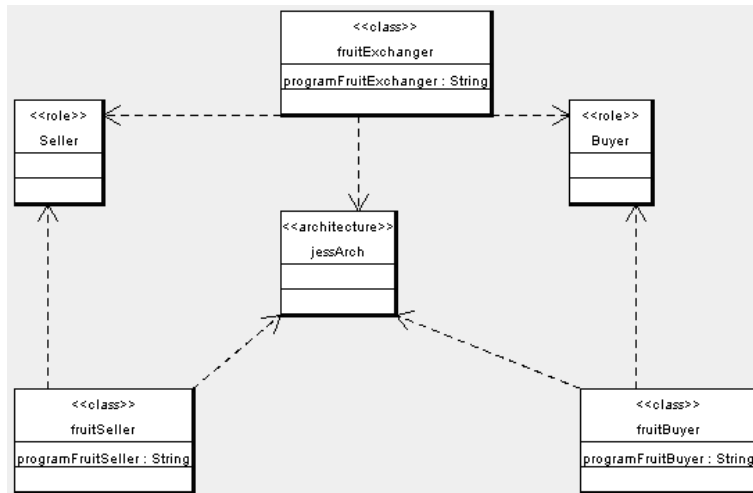 <<class>>
fruitExchanger
programFruitExchanger : String
<<role>>
Seller
<<role>>
Buyer
<<architecture>>
jessArch
<<class>>
fruitSeller
programFruitSeller : String
<<class>>
fruitBuyer
programFruitBuyer : String